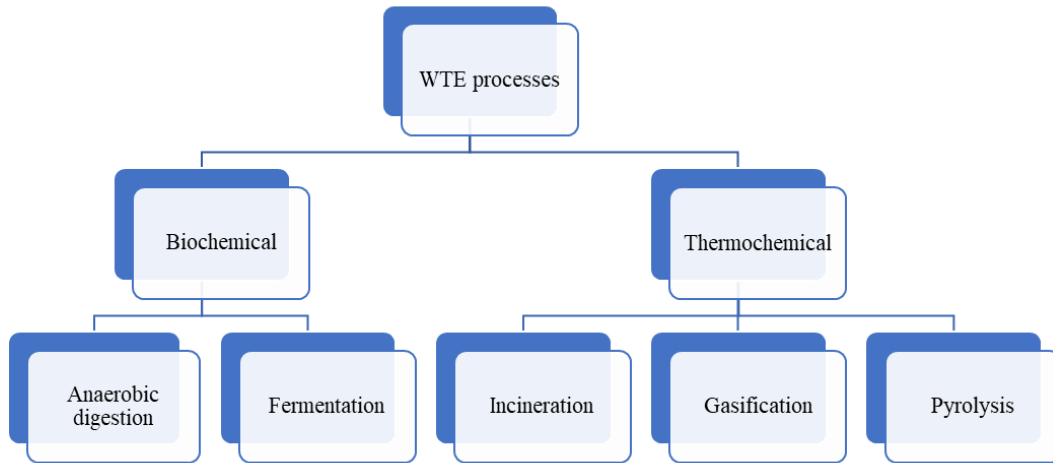 WTE processes
Biochemical
Thermochemical
Anaerobic
digestion
Fermentation
Incineration
Gasification
Pyrolysis